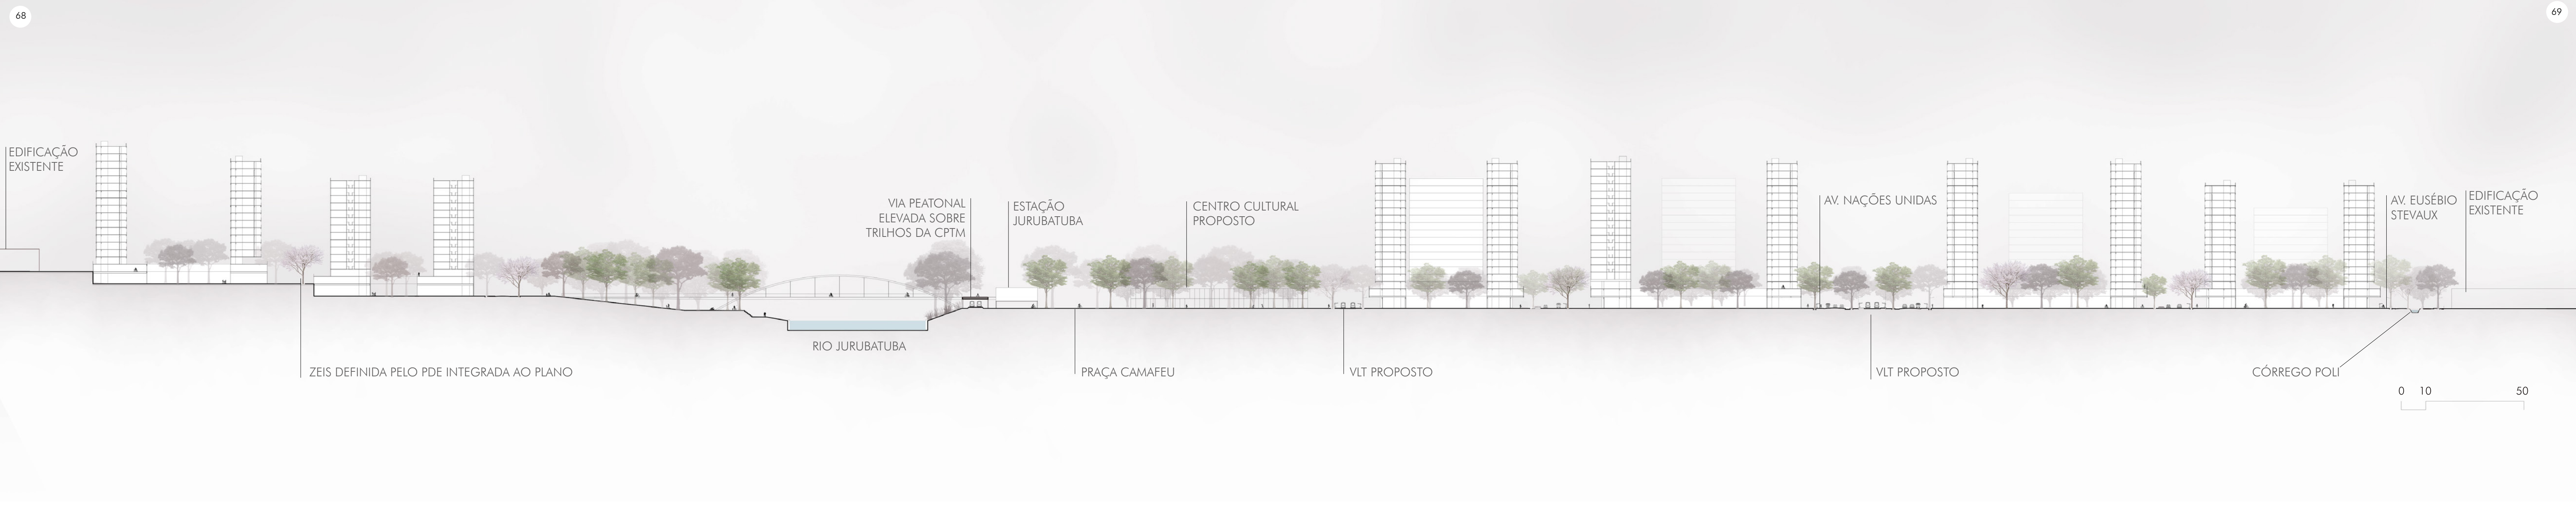 68
69
EDIFICAÇÃO
EXISTENTE
VIA PEATONAL
ELEVADA SOBRE
TRILHOS DA CPTM
ESTAÇÃO
JURUBATUBA
CENTRO CULTURAL
PROPOSTO
AV. NAÇÕES UNIDAS
AV. EUSÉBIO
STEVAUX
EDIFICAÇÃO
EXISTENTE
RIO JURUBATUBA
ZEIS DEFINIDA PELO PDE INTEGRADA AO PLANO
PRAÇA CAMAFEU
VLT PROPOSTO
VLT PROPOSTO
CÓRREGO POLI
0 10 50